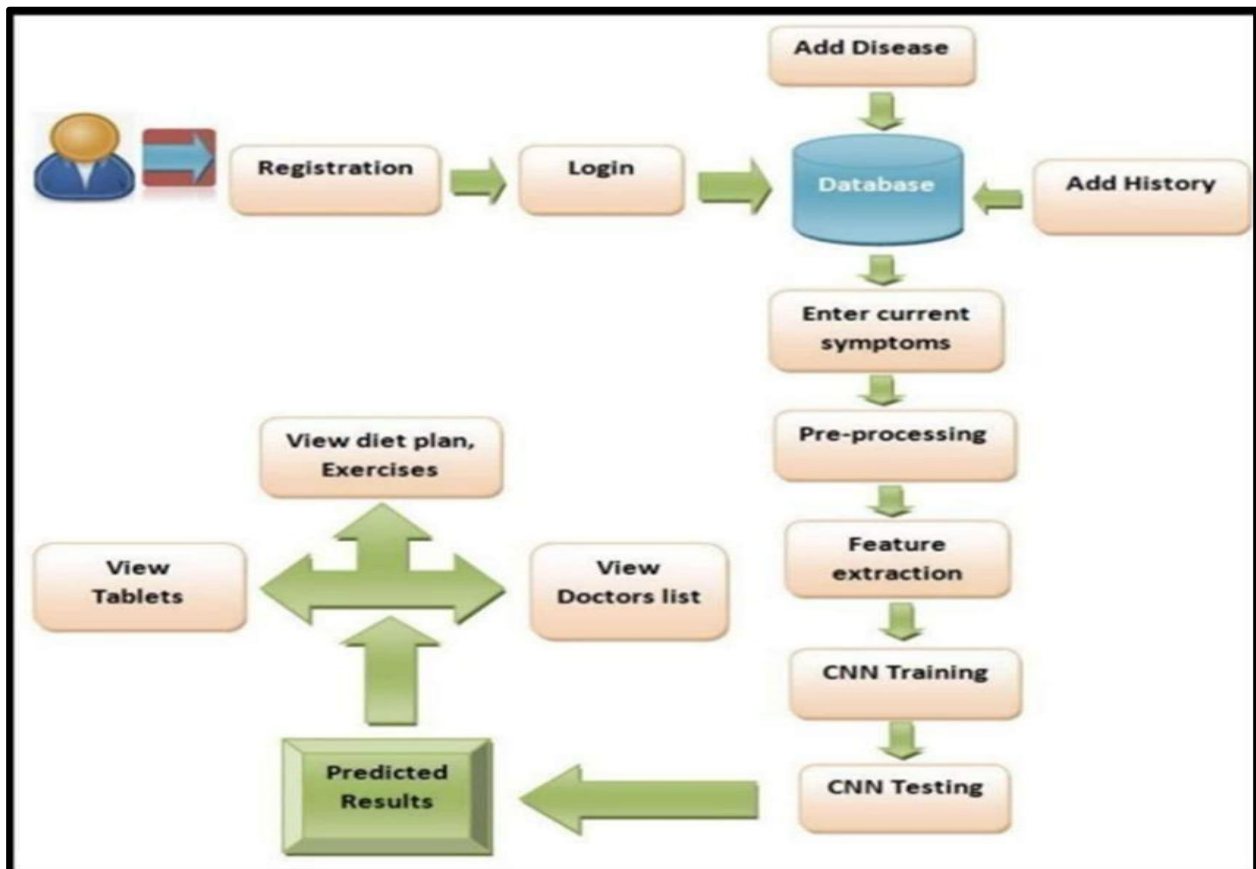 Add Disease
Registration
Login
Database
Add History
Enter current
symptoms
Pre-processing
Feature
extraction
CNN Training
CNN Testing
Predicted
Results
View diet plan,
Exercises
View
Tablets
View
Doctors list